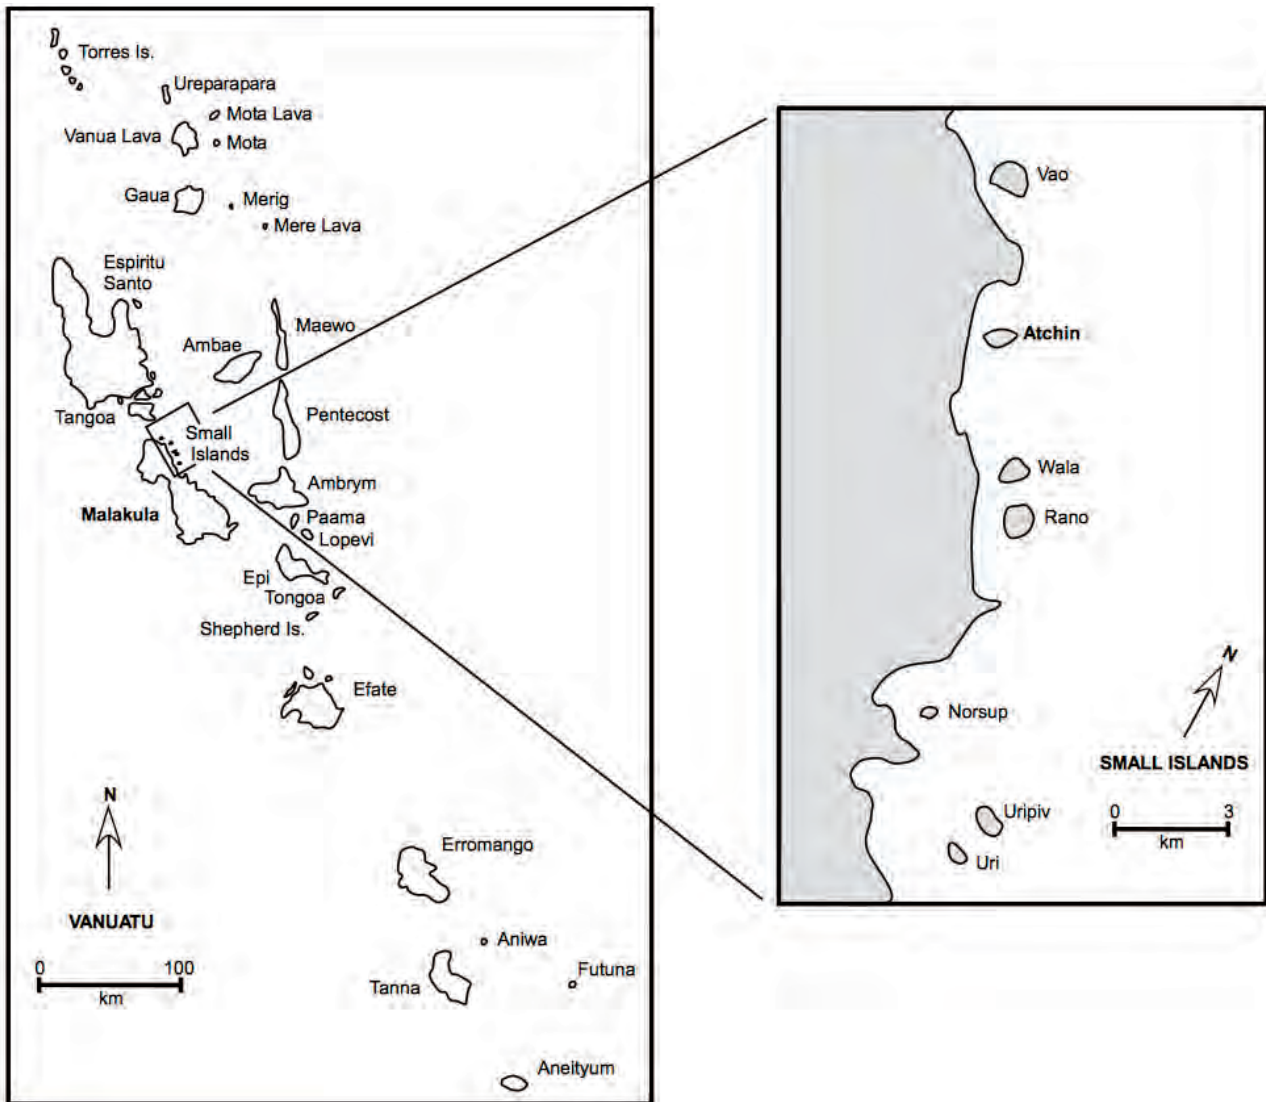 Torres Is.
Ureparapara
Mota Lava
Vanua Lava
Mota
Gaua
Merig
Mere Lava
Espiritu
Santo
Maewo
Ambae
Tangoa
Pentecost
Small
Islands
Ambrym
Malakula
Paama
Lopevi
Epi
Tongoa
Shepherd Is.
Efate
N
VANUATU
0 100
km
Erromango
Aniwa
Tanna
Futuna
Aneityum
Vao
Atchin
Wala
Rano
N
Norsup
SMALL ISLANDS
0 3
km
Uripiv
Uri